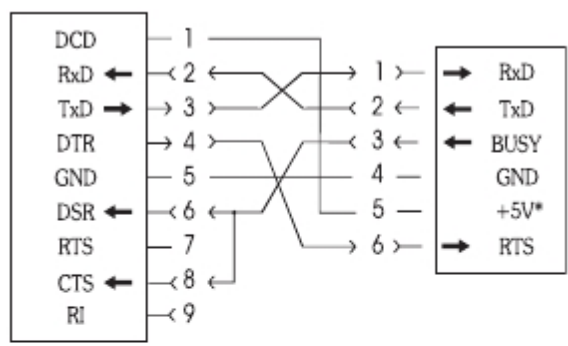 DCD 1
RxD 2 1 RxD
TxD 3 2 TxD
DTR 4 3 BUSY
GND 5 4 GND
DSR 6 5 +5V*
RTS 7 6 RTS
CTS 8
RI 9